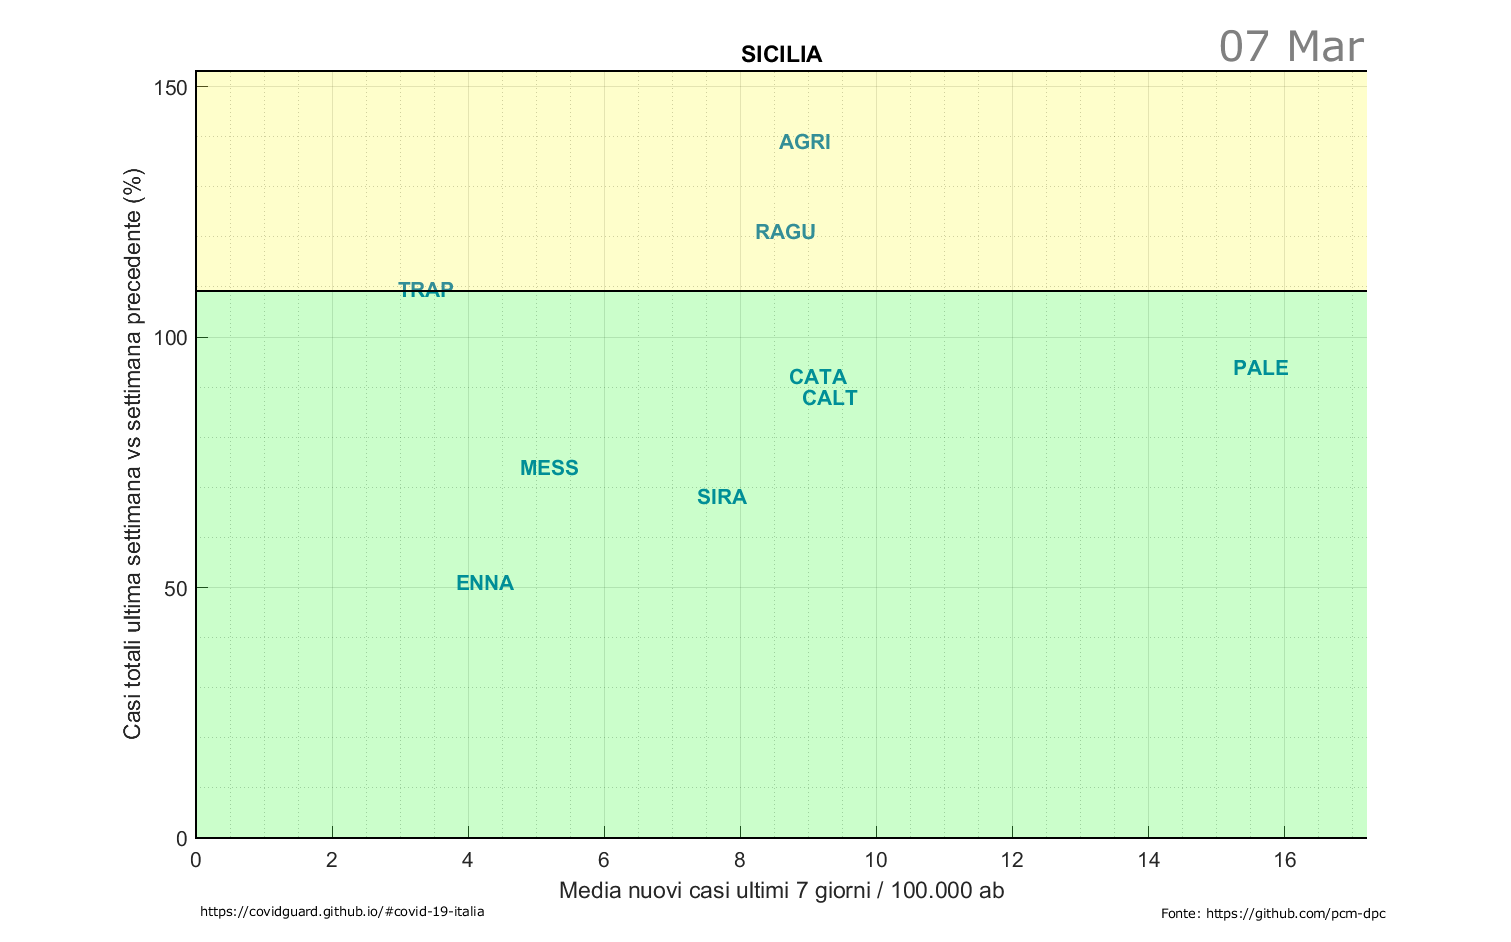 SICILIA
07 Mar
150
AGRI
RAGU
TRAP
100
PALE
CATA
CALT
MESS
SIRA
50
ENNA
0
Casi totali ultima settimana vs settimana precedente (%)
0 2 4 6 8 10 12 14 16
Media nuovi casi ultimi 7 giorni / 100.000 ab
https://covidguard.github.io/#covid-19-italia
Fonte: https://github.com/pcm-dpc